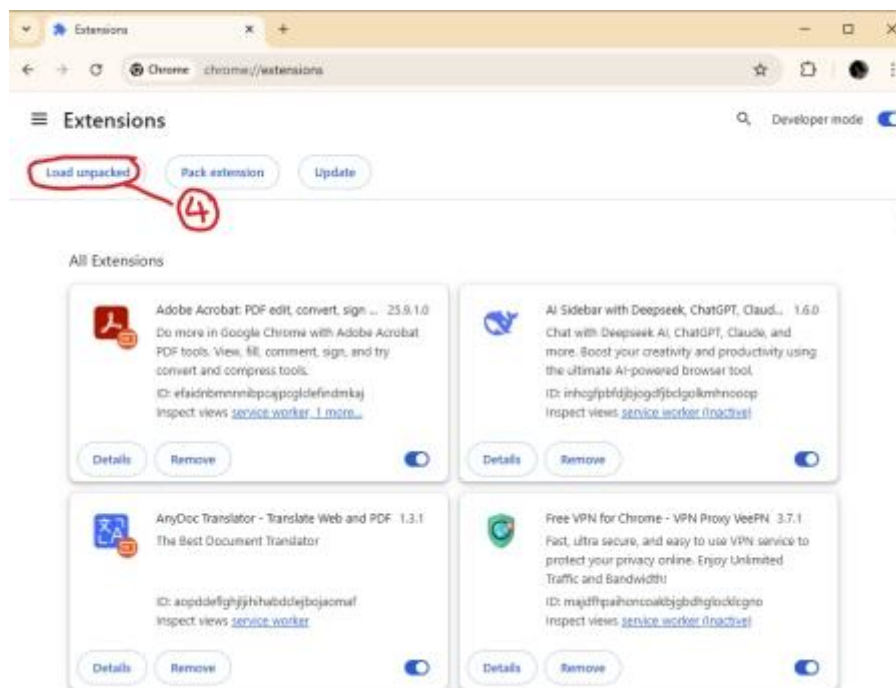 Extensions
Chrome chrome://extensions
Extensions
Developer mode
Load unpacked
Pack extension
Update
4
All Extensions
Adobe Acrobat: PDF edit, convert, sign ... 25.9.1.0
Do more in Google Chrome with Adobe Acrobat
PDF tools. View, fill, comment, sign, and try
convert and compress tools.
ID: efaidnbmnnnibpcajpcglclefindmkaj
Inspect views service worker, 1 more...
Details
Remove
AI Sidebar with Deepseek, ChatGPT, Claud... 1.6.0
Chat with Deepseek AI, ChatGPT, Claude, and
more. Boost your creativity and productivity using
the ultimate AI-powered browser tool.
ID:
Inspect views service worker (Inactive)
Details
Remove
AnyDoc Translator - Translate Web and PDF 1.3.1
The Best Document Translator
ID:
Inspect views service worker
Details
Remove
Free VPN for Chrome - VPN Proxy VeePN 3.7.1
Fast, ultra secure, and easy to use VPN service to
protect your privacy online. Enjoy Unlimited
Traffic and Bandwidth!
ID: majdfhpaihoncoakbjgbdhglocklcgno
Inspect views service worker (Inactive)
Details
Remove